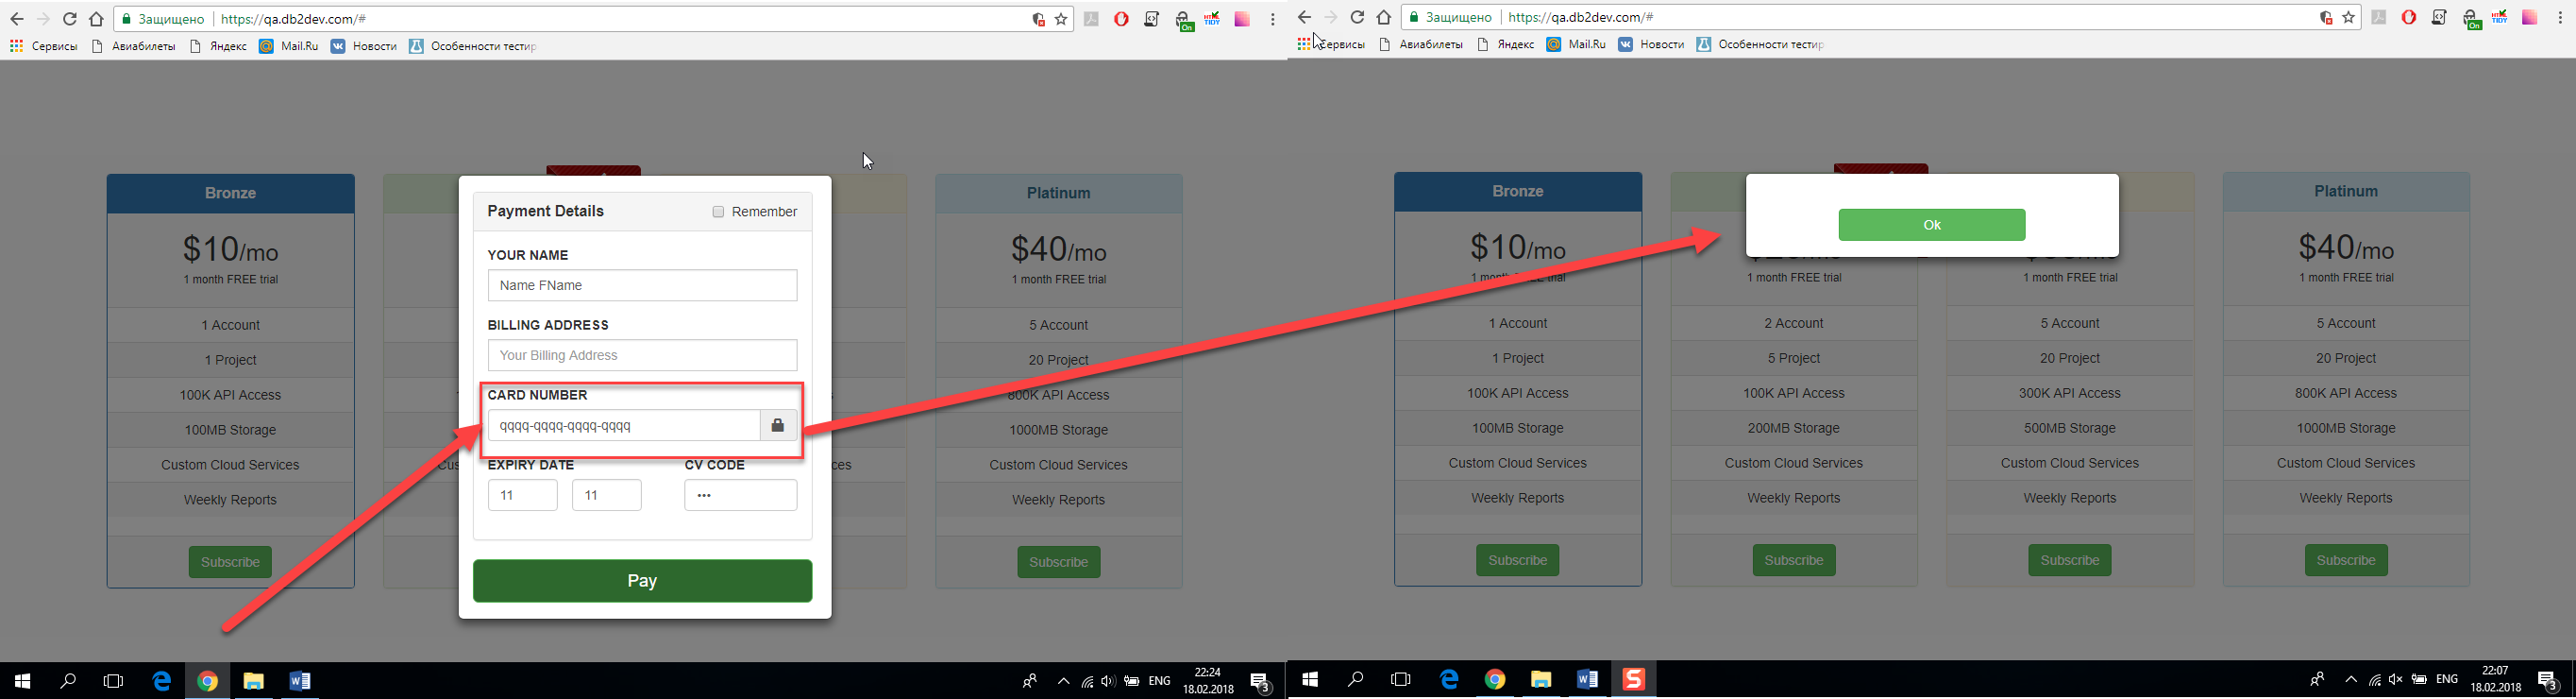 Защищено https://qa.db2dev.com/#
Сервисы Авиабилеты Яндекс Mail.Ru Новости Особенности тестир
On
HTML TIDY
Bronze
$10/mo
1 month FREE trial
1 Account
1 Project
100K API Access
100MB Storage
Custom Cloud Services
Weekly Reports
Subscribe
Payment Details Remember
YOUR NAME
Name FName
BILLING ADDRESS
Your Billing Address
CARD NUMBER
qqqq-qqqq-qqqq-qqqq
EXPIRY DATE CV CODE
11 11 •••
Pay
Platinum
$40/mo
1 month FREE trial
5 Account
20 Project
800K API Access
1000MB Storage
Custom Cloud Services
Weekly Reports
Subscribe
ENG 22:24
18.02.2018
3
Защищено https://qa.db2dev.com/#
Сервисы Авиабилеты Яндекс Mail.Ru Новости Особенности тестир
On
HTML TIDY
Ok
Bronze
$10/mo
1 month FREE trial
1 Account
1 Project
100K API Access
100MB Storage
Custom Cloud Services
Weekly Reports
Subscribe
1 month FREE trial
2 Account
5 Project
100K API Access
200MB Storage
Custom Cloud Services
Weekly Reports
Subscribe
1 month FREE trial
5 Account
20 Project
300K API Access
500MB Storage
Custom Cloud Services
Weekly Reports
Subscribe
Platinum
$40/mo
1 month FREE trial
5 Account
20 Project
800K API Access
1000MB Storage
Custom Cloud Services
Weekly Reports
Subscribe
ENG 22:07
18.02.2018
3